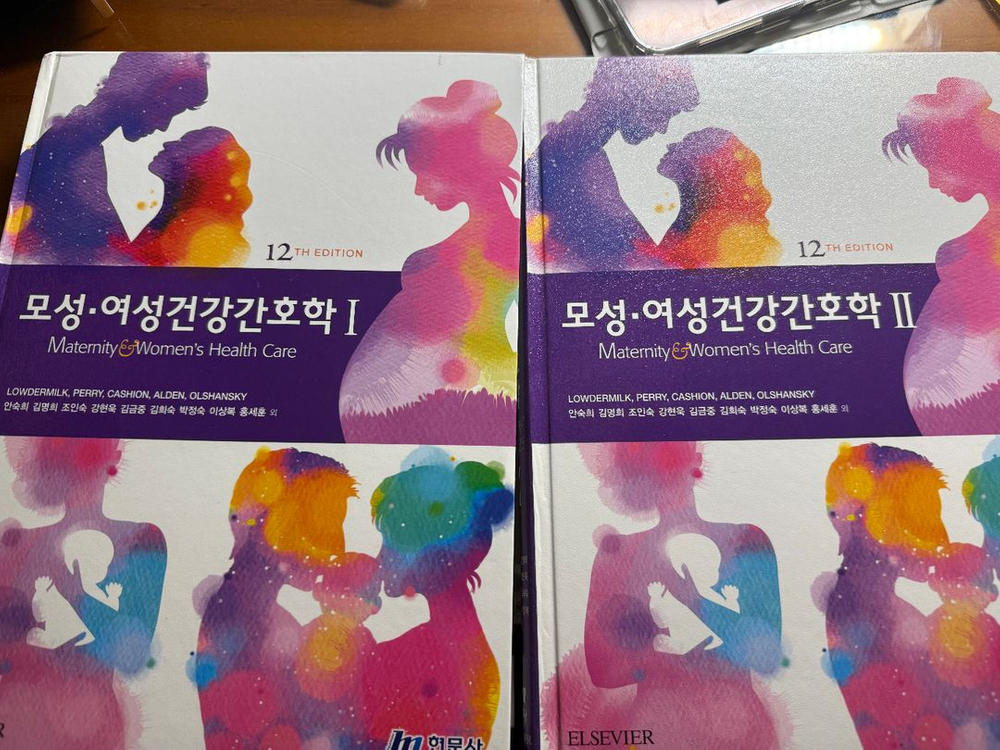 12TH EDITION
모성·여성건강간호학 I
Maternity & Women's Health Care
LOWDERMILK, PERRY, CASHION, ALDEN, OLSHANSKY
안숙희 김명희 조인숙 강현욱 김금중 김희숙 박정숙 이상복 홍세훈 외
현문사
12TH EDITION
모성·여성건강간호학 II
Maternity & Women's Health Care
LOWDERMILK, PERRY, CASHION, ALDEN, OLSHANSKY
안숙희 김명희 조인숙 강현욱 김금중 김희숙 박정숙 이상복 홍세훈 외
ELSEVIER